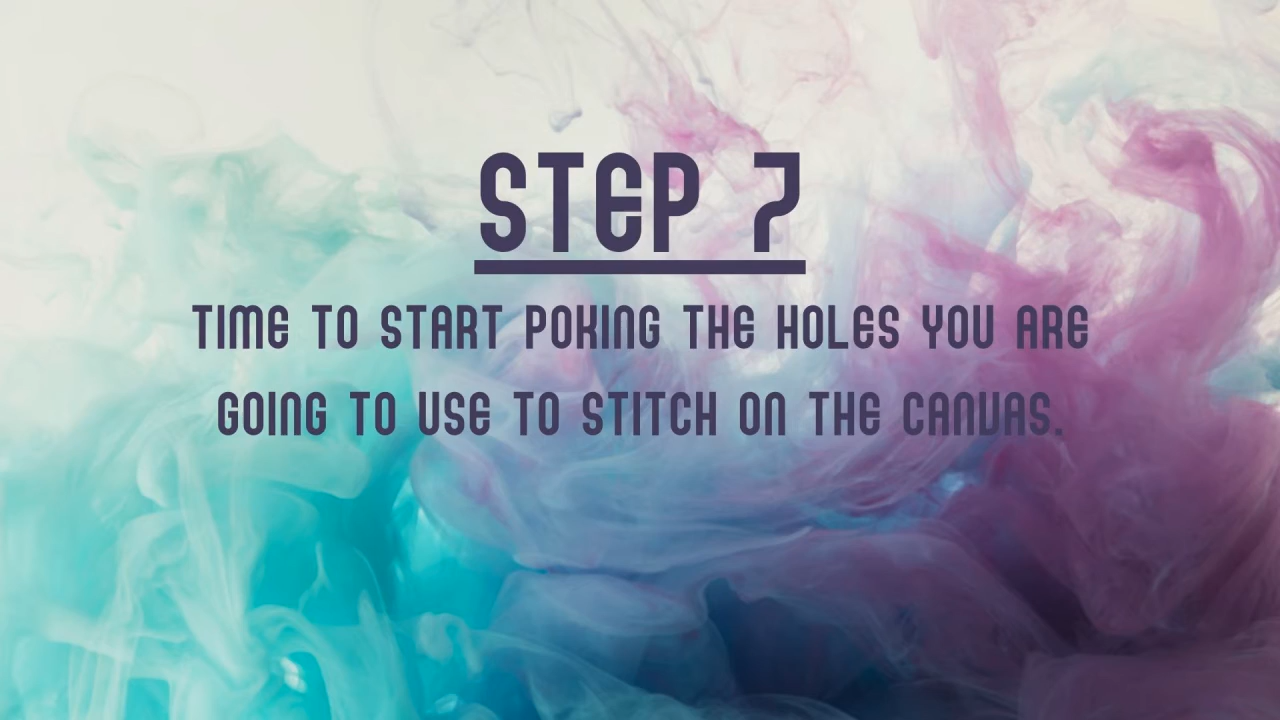 STEP 7
TIME TO START POKING THE HOLES YOU ARE
GOING TO USE TO STITCH ON THE CANVAS.